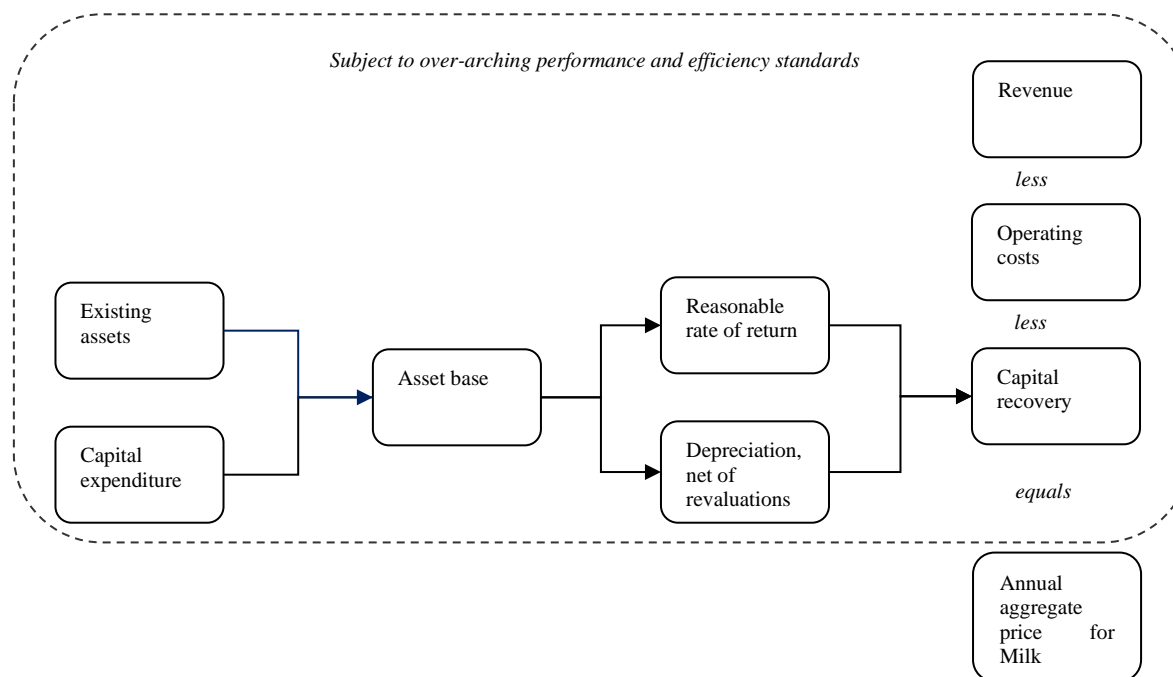 Subject to over-arching performance and efficiency standards
Revenue
less
Operating
costs
less
Existing
assets
Capital
expenditure
Asset base
Reasonable
rate of return
Depreciation,
net of
revaluations
Capital
recovery
equals
Annual
aggregate
price for
Milk